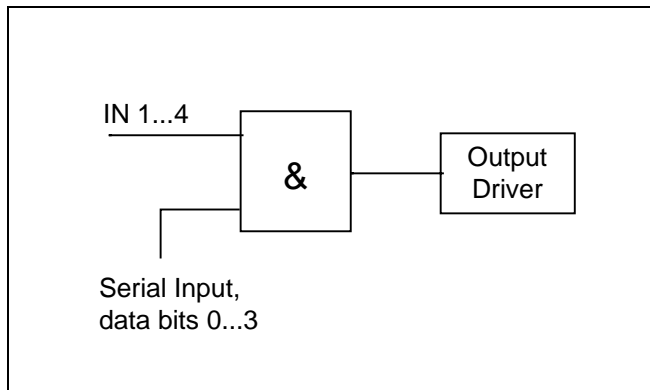 IN 1...4
&
Output
Driver
Serial Input,
data bits 0...3